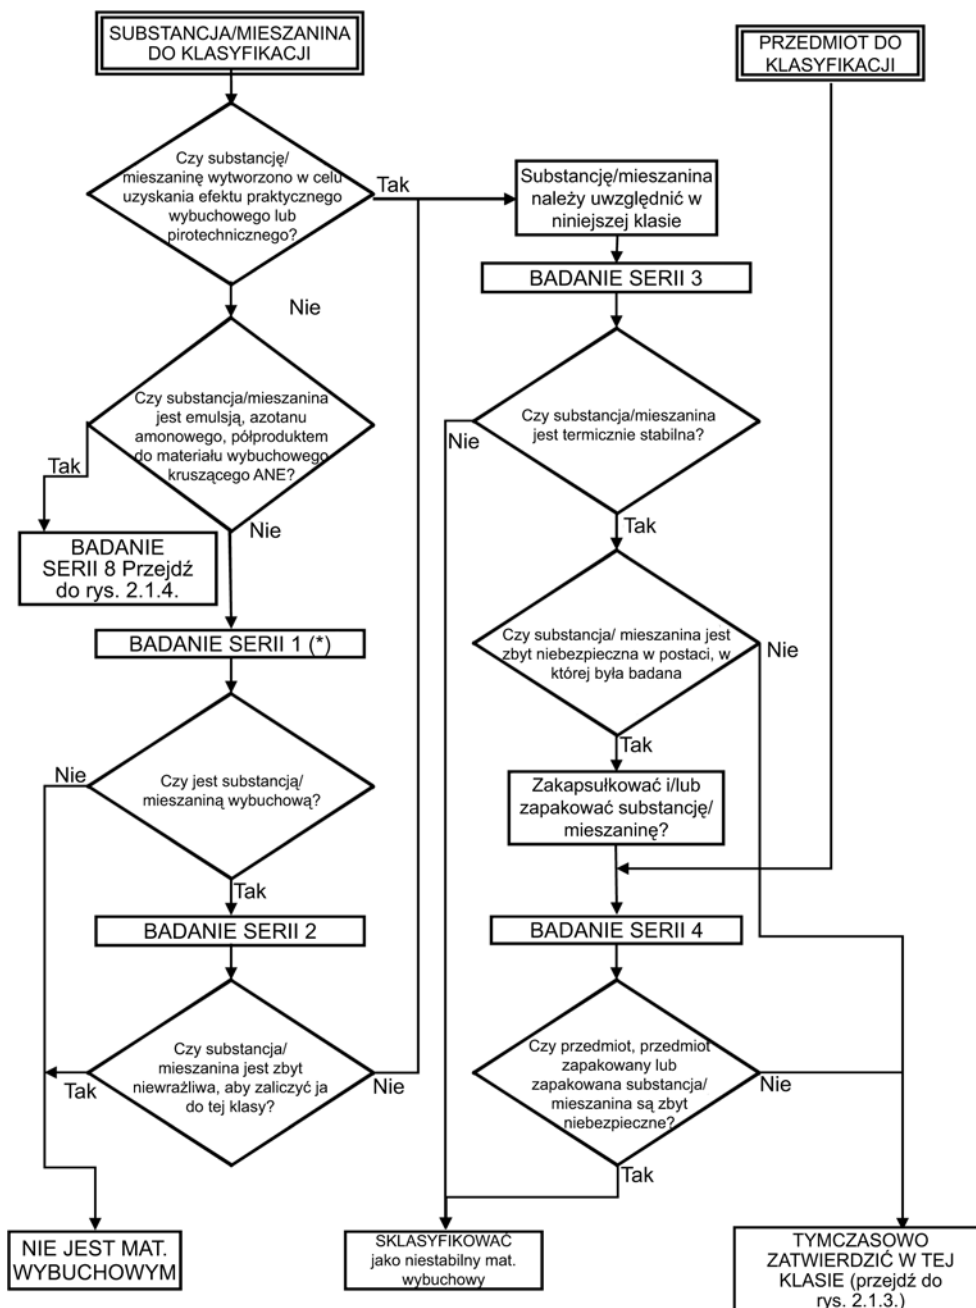 SUBSTANCJA/MIESZANINA
DO KLASYFIKACJI
PRZEDMIOT DO
KLASYFIKACJI
Czy substancję/
mieszaninę wytworzono w celu
uzyskania efektu praktycznego
wybuchowego lub
pirotechnicznego?
Tak
Nie
Substancję/mieszanina
należy uwzględnić w
niniejszej klasie
BADANIE SERII 3
Czy substancja/mieszanina
jest emulsją, azotanu
amonowego, półproduktem
do materiału wybuchowego
kruszącego ANE?
Tak
Nie
Czy substancja/mieszanina
jest termicznie stabilna?
Nie
Tak
BADANIE
SERII 8 Przejdź
do rys. 2.1.4.
BADANIE SERII 1 (*)
Czy substancja/ mieszanina jest
zbyt niebezpieczna w postaci, w
której była badana
Nie
Tak
Czy jest substancją/
mieszaniną wybuchową?
Nie
Tak
Zakapsułkować i/lub
zapakować substancję/
mieszaninę?
BADANIE SERII 2
BADANIE SERII 4
Czy substancja/
mieszanina jest zbyt
niewrażliwa, aby zaliczyć ja
do tej klasy?
Tak
Nie
Czy przedmiot, przedmiot
zapakowany lub
zapakowana substancja/
mieszanina są zbyt
niebezpieczne?
Nie
Tak
NIE JEST MAT.
WYBUCHOWYM
SKLASYFIKOWAĆ
jako niestabilny mat.
wybuchowy
TYMCZASOWO
ZATWIERDZIĆ W TEJ
KLASIE (przejdź do
rys. 2.1.3.)